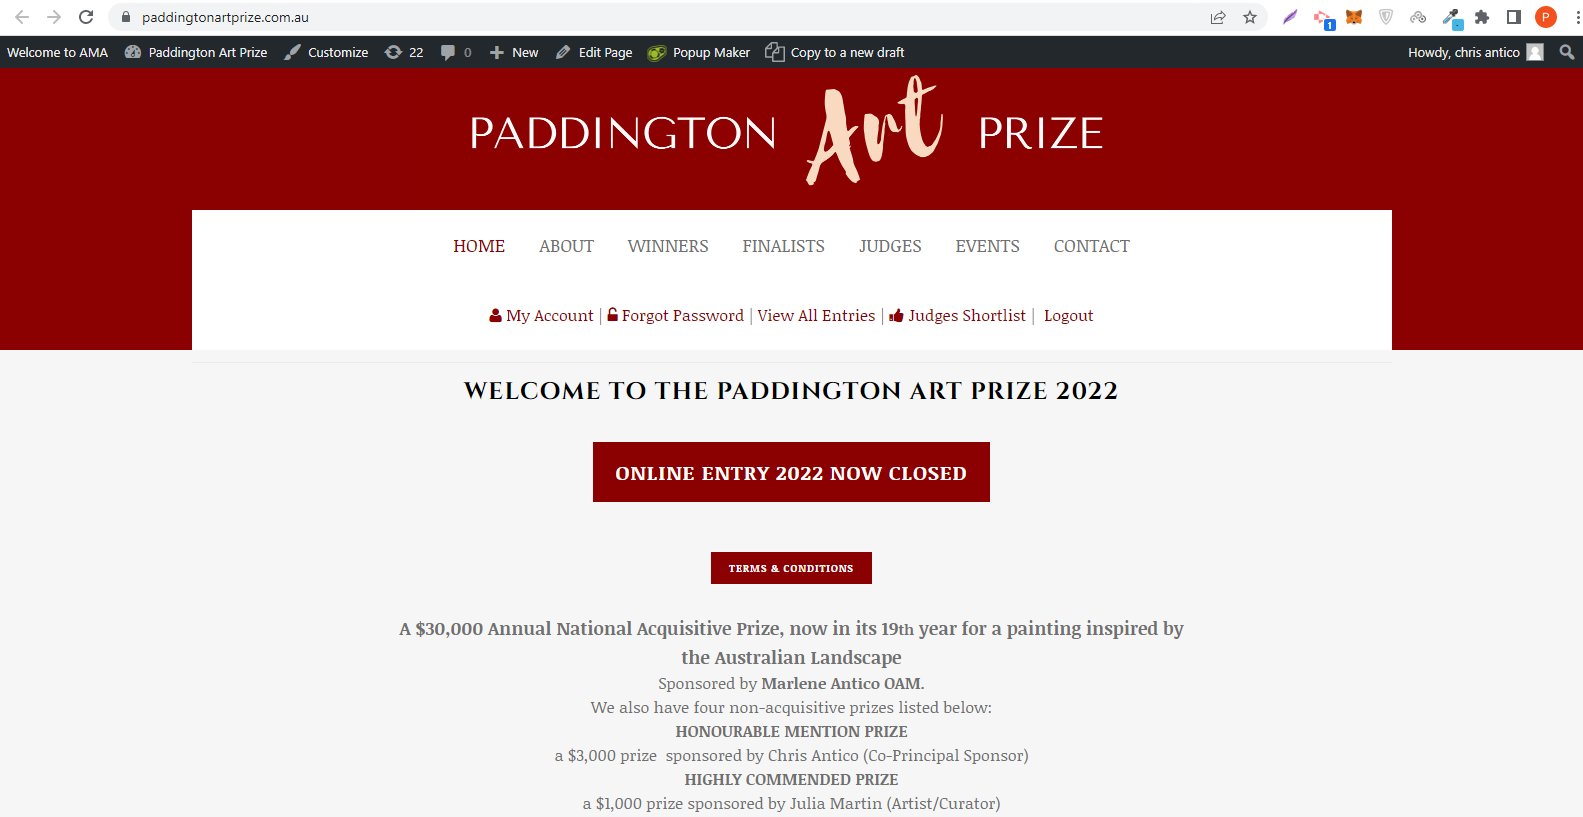 paddingtonartprize.com.au
1
P
Welcome to AMA Paddington Art Prize Customize 22 0 New Edit Page Popup Maker Copy to a new draft Howdy, chris antico
PADDINGTON Art PRIZE
HOME ABOUT WINNERS FINALISTS JUDGES EVENTS CONTACT
My Account | Forgot Password | View All Entries | Judges Shortlist | Logout
WELCOME TO THE PADDINGTON ART PRIZE 2022
ONLINE ENTRY 2022 NOW CLOSED
TERMS & CONDITIONS
A $30,000 Annual National Acquisitive Prize, now in its 19th year for a painting inspired by
the Australian Landscape
Sponsored by Marlene Antico OAM.
We also have four non-acquisitive prizes listed below:
HONOURABLE MENTION PRIZE
a $3,000 prize  sponsored by Chris Antico (Co-Principal Sponsor)
HIGHLY COMMENDED PRIZE
a $1,000 prize sponsored by Julia Martin (Artist/Curator)